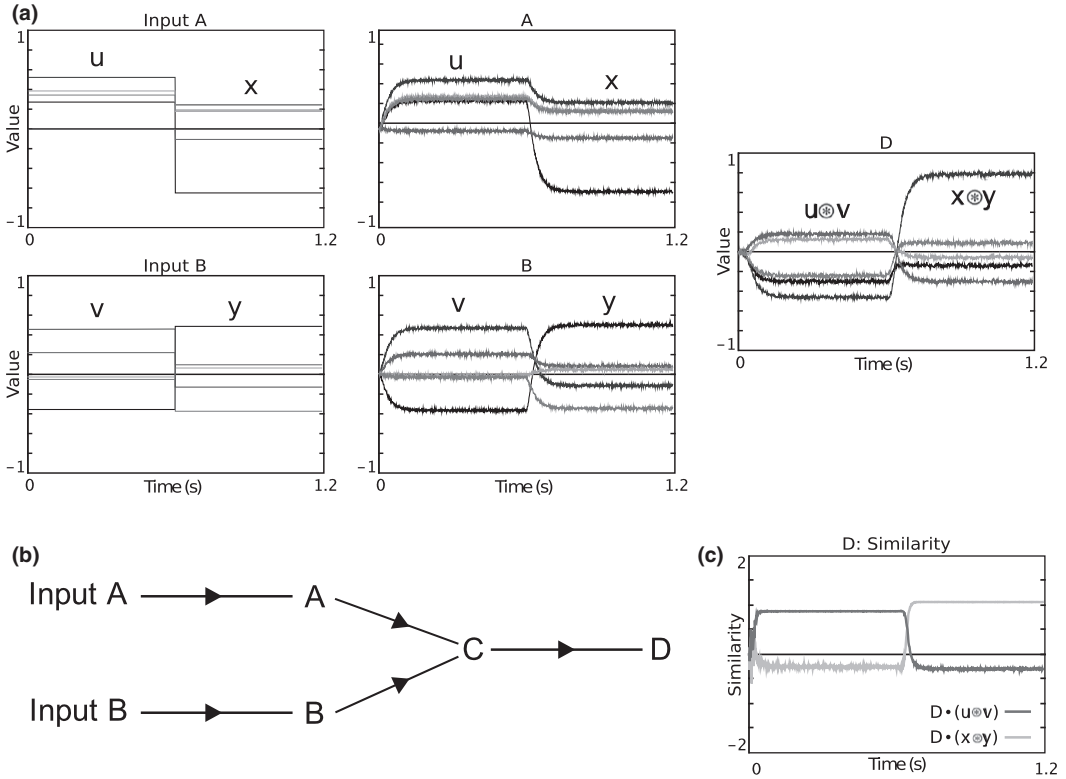 (a)
Input A
1
u
x
Value
−1
0
1.2
A
1
u
x
−1
0
1.2
Input B
1
v
y
Value
−1
0
Time (s)
1.2
B
1
v
y
−1
0
Time (s)
1.2
D
1
u⊛v
x⊛y
Value
−1
0
Time (s)
1.2
(b)
Input A
A
C
D
Input B
B
(c)
D: Similarity
2
Similarity
D•(u⊛v)
D•(x⊛y)
−2
0
Time (s)
1.2